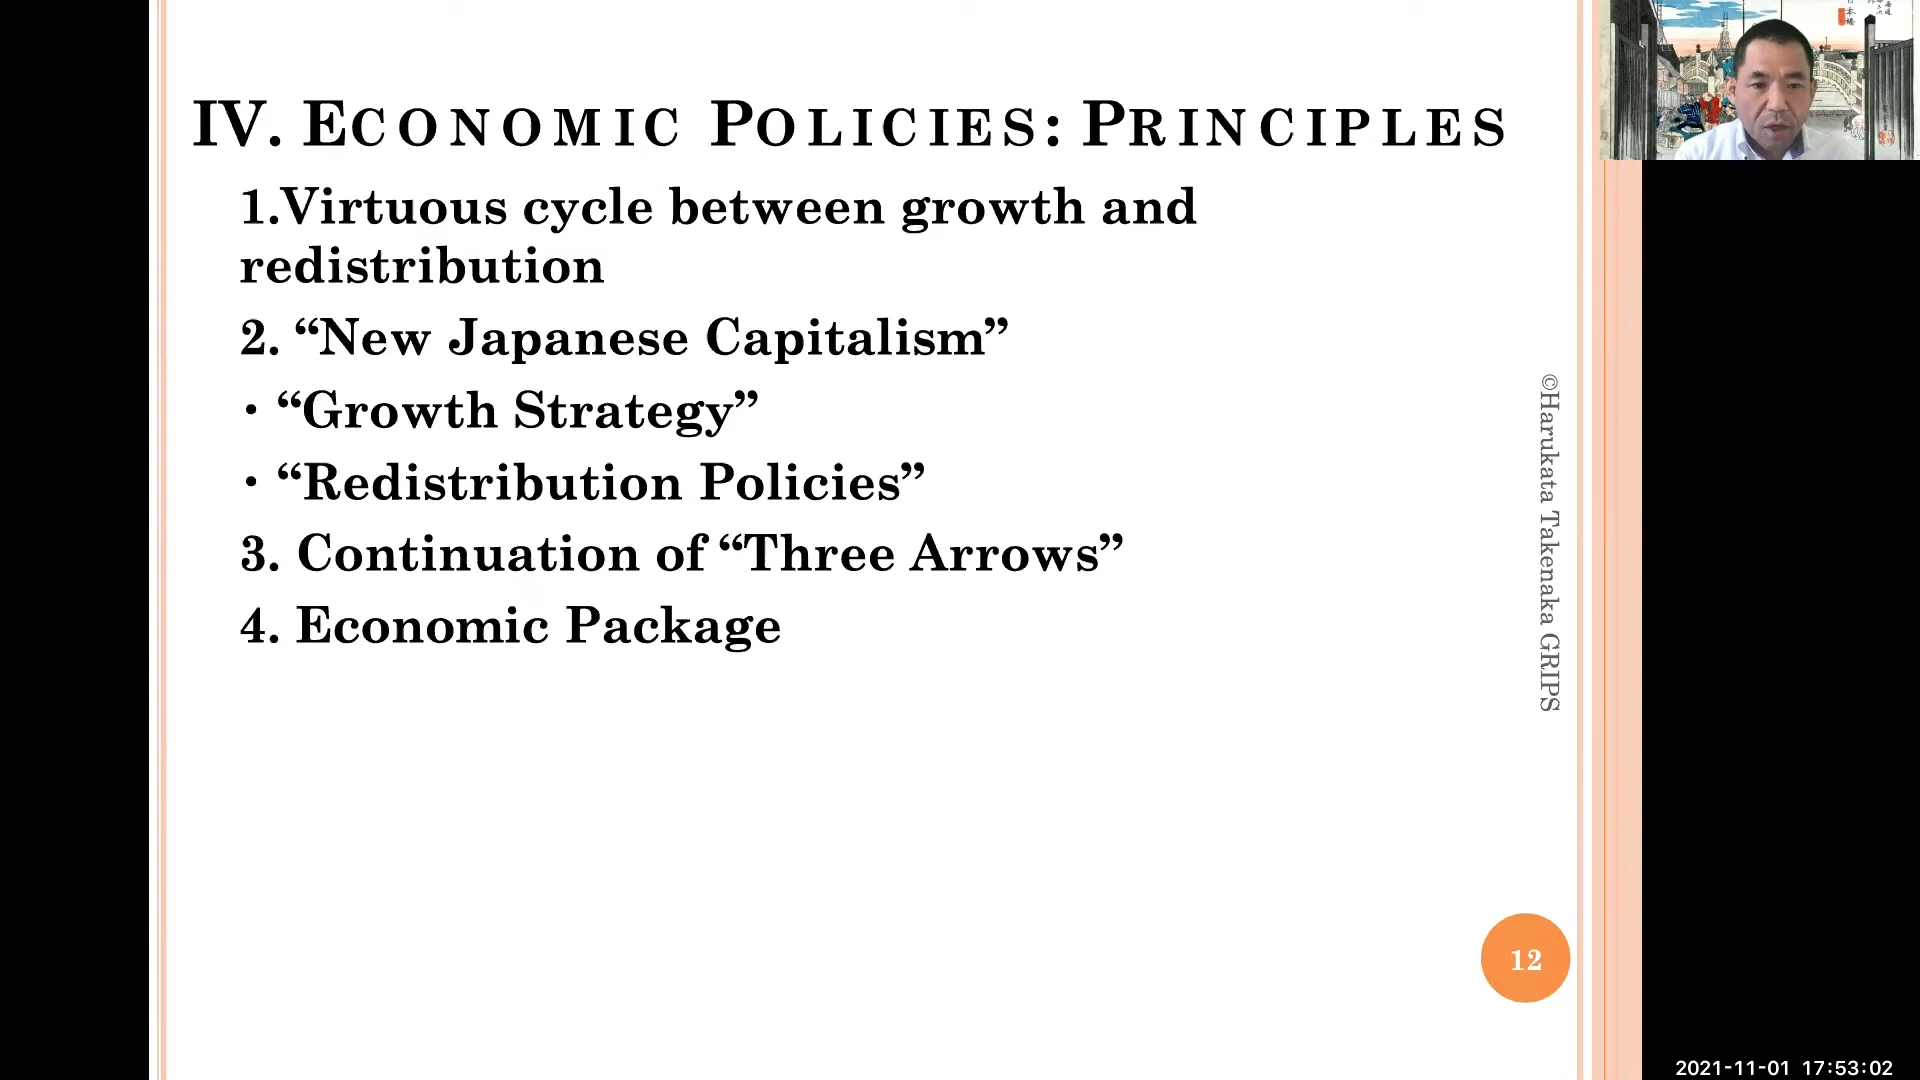 IV. ECONOMIC POLICIES: PRINCIPLES
1.Virtuous cycle between growth and
redistribution
2. “New Japanese Capitalism”
・“Growth Strategy”
・“Redistribution Policies”
3. Continuation of “Three Arrows”
4. Economic Package
©Harukata Takenaka GRIPS
12
2021-11-01 17:53:02